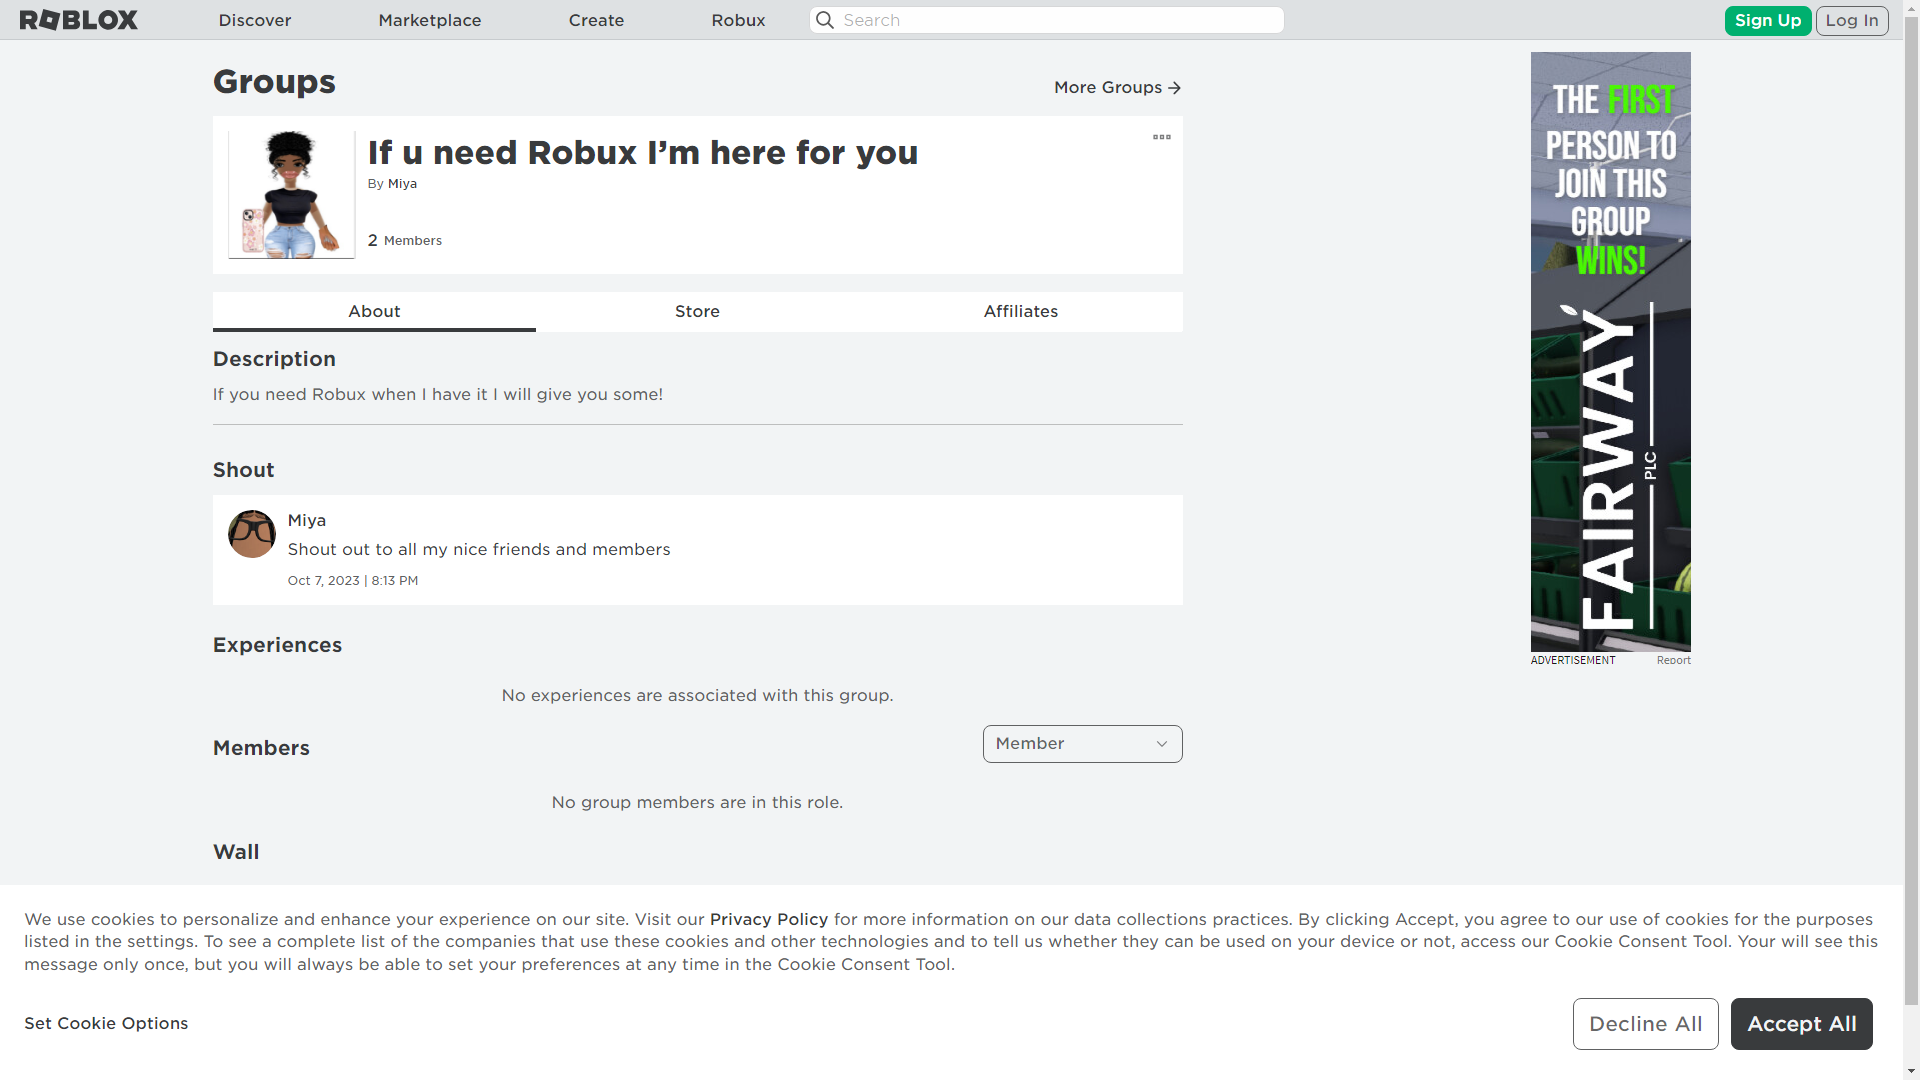 ROBLOX
Discover
Marketplace
Create
Robux
Search
Sign Up
Log In
Groups
More Groups
If u need Robux I’m here for you
By Miya
2 Members
About
Store
Affiliates
Description
If you need Robux when I have it I will give you some!
Shout
Miya
Shout out to all my nice friends and members
Oct 7, 2023 | 8:13 PM
Experiences
No experiences are associated with this group.
Members
Member
No group members are in this role.
Wall
THE FIRST
PERSON TO
JOIN THIS
GROUP
WINS!
FAIRWAY
PLC
ADVERTISEMENT
Report
We use cookies to personalize and enhance your experience on our site. Visit our Privacy Policy for more information on our data collections practices. By clicking Accept, you agree to our use of cookies for the purposes
listed in the settings. To see a complete list of the companies that use these cookies and other technologies and to tell us whether they can be used on your device or not, access our Cookie Consent Tool. Your will see this
message only once, but you will always be able to set your preferences at any time in the Cookie Consent Tool.
Set Cookie Options
Decline All
Accept All